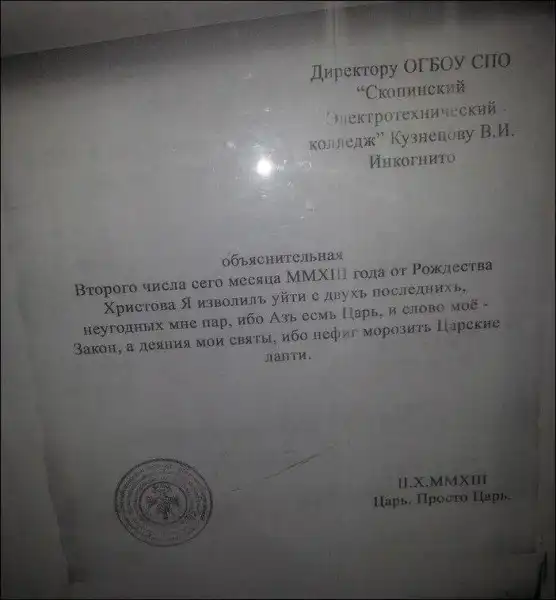 Директору ОГБОУ СПО
“Скопинский
Электротехнический
колледж” Кузнецову В.И.
Инкогнито
объяснительная
Второго числа сего месяца MMXIII года от Рождества
Христова Я изволилъ уйти с двухъ последнихъ,
неугодных мне пар, ибо Азъ есмь Царь, и слово моё -
Закон, а деяния мои святы, ибо нефиг морозить Царские
лапти.
II.X.MMXIII
Царь. Просто Царь.